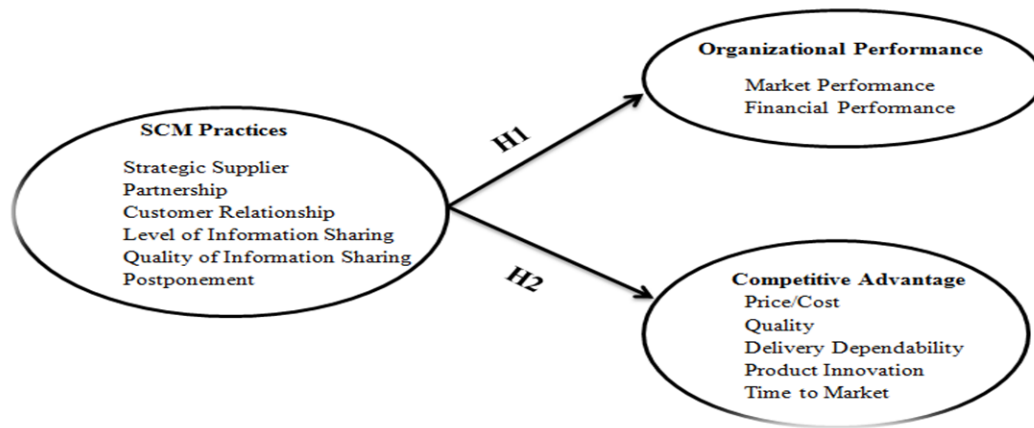 SCM Practices
Strategic Supplier
Partnership
Customer Relationship
Level of Information Sharing
Quality of Information Sharing
Postponement
H1
H2
Organizational Performance
Market Performance
Financial Performance
Competitive Advantage
Price/Cost
Quality
Delivery Dependability
Product Innovation
Time to Market